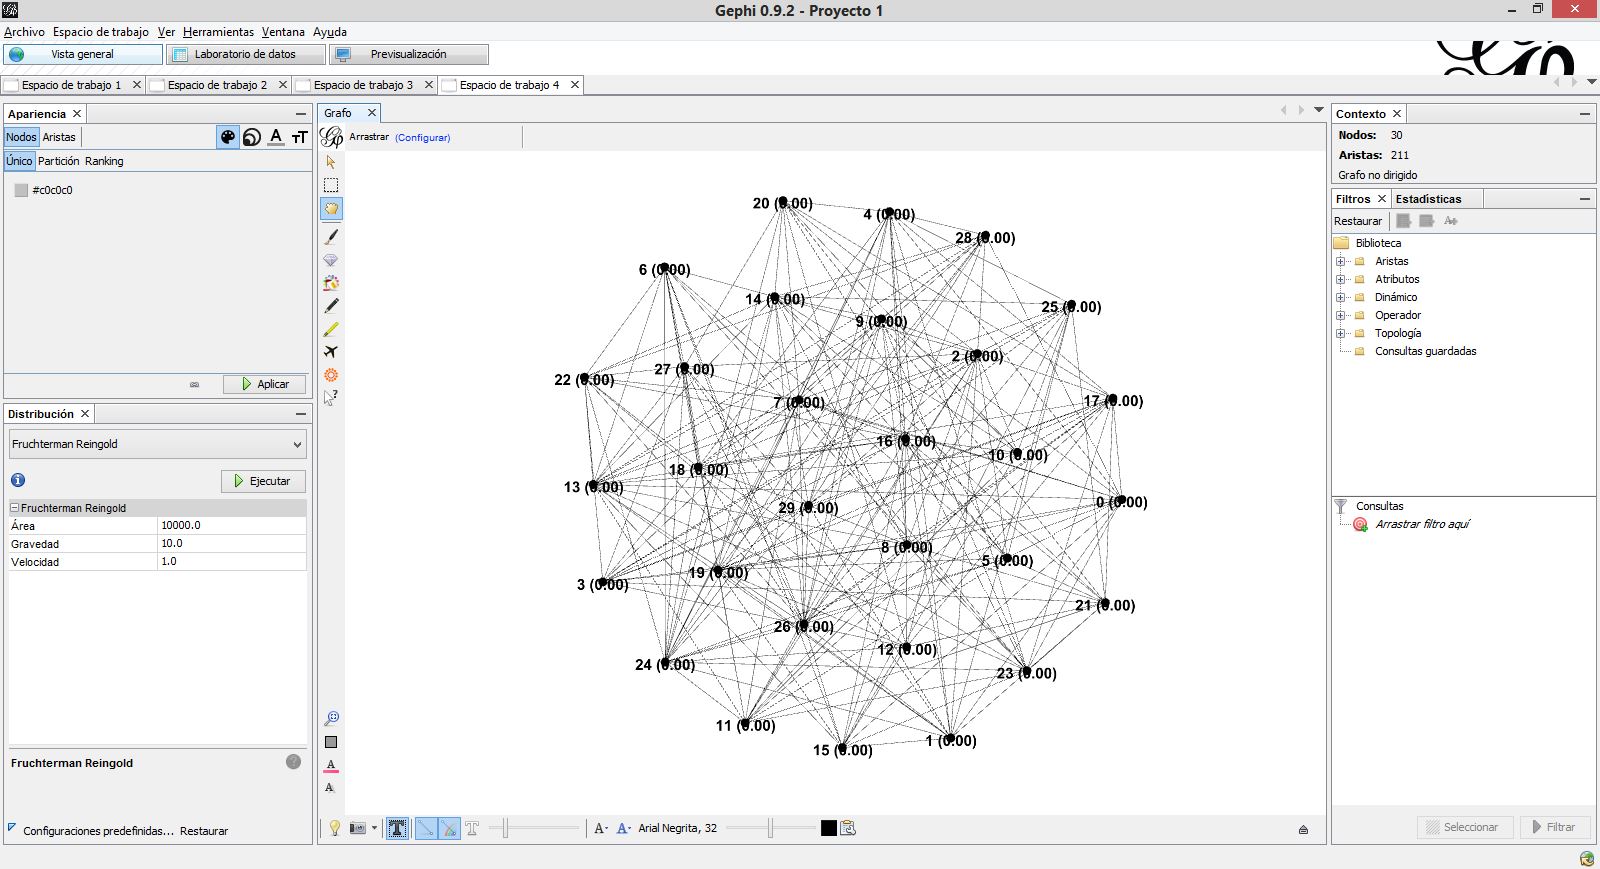 Gephi 0.9.2 - Proyecto 1
Archivo Espacio de trabajo Ver Herramientas Ventana Ayuda
Vista general Laboratorio de datos Previsualización
Espacio de trabajo 1 Espacio de trabajo 2 Espacio de trabajo 3 Espacio de trabajo 4
Apariencia
Nodos Aristas
Único Partición Ranking
#c0c0c0
Aplicar
Distribución
Fruchterman Reingold
Ejecutar
Fruchterman Reingold
Área 10000.0
Gravedad 10.0
Velocidad 1.0
Fruchterman Reingold
Configuraciones predefinidas... Restaurar
Grafo
Arrastrar (Configurar)
20 (0.00)
4 (0.00)
28 (0.00)
6 (0.00)
14 (0.00)
25 (0.00)
9 (0.00)
2 (0.00)
27 (0.00)
22 (0.00)
7 (0.00)
17 (0.00)
16 (0.00)
10 (0.00)
18 (0.00)
13 (0.00)
0 (0.00)
29 (0.00)
8 (0.00)
5 (0.00)
19 (0.00)
3 (0.00)
21 (0.00)
26 (0.00)
12 (0.00)
24 (0.00)
23 (0.00)
11 (0.00)
1 (0.00)
15 (0.00)
Arial Negrita, 32
Contexto
Nodos: 30
Aristas: 211
Grafo no dirigido
Filtros Estadísticas
Restaurar
Biblioteca
Aristas
Atributos
Dinámico
Operador
Topología
Consultas guardadas
Consultas
Arrastrar filtro aquí
Seleccionar Filtrar